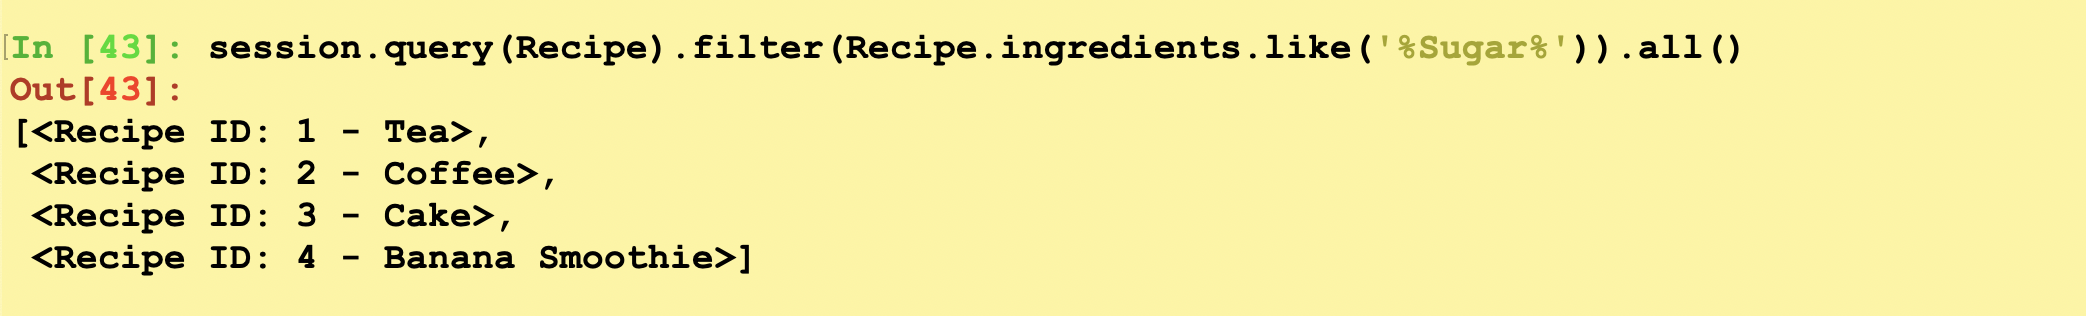 In [43]: session.query(Recipe).filter(Recipe.ingredients.like('%Sugar%')).all()
Out[43]:
[<Recipe ID: 1 - Tea>,
 <Recipe ID: 2 - Coffee>,
 <Recipe ID: 3 - Cake>,
 <Recipe ID: 4 - Banana Smoothie>]